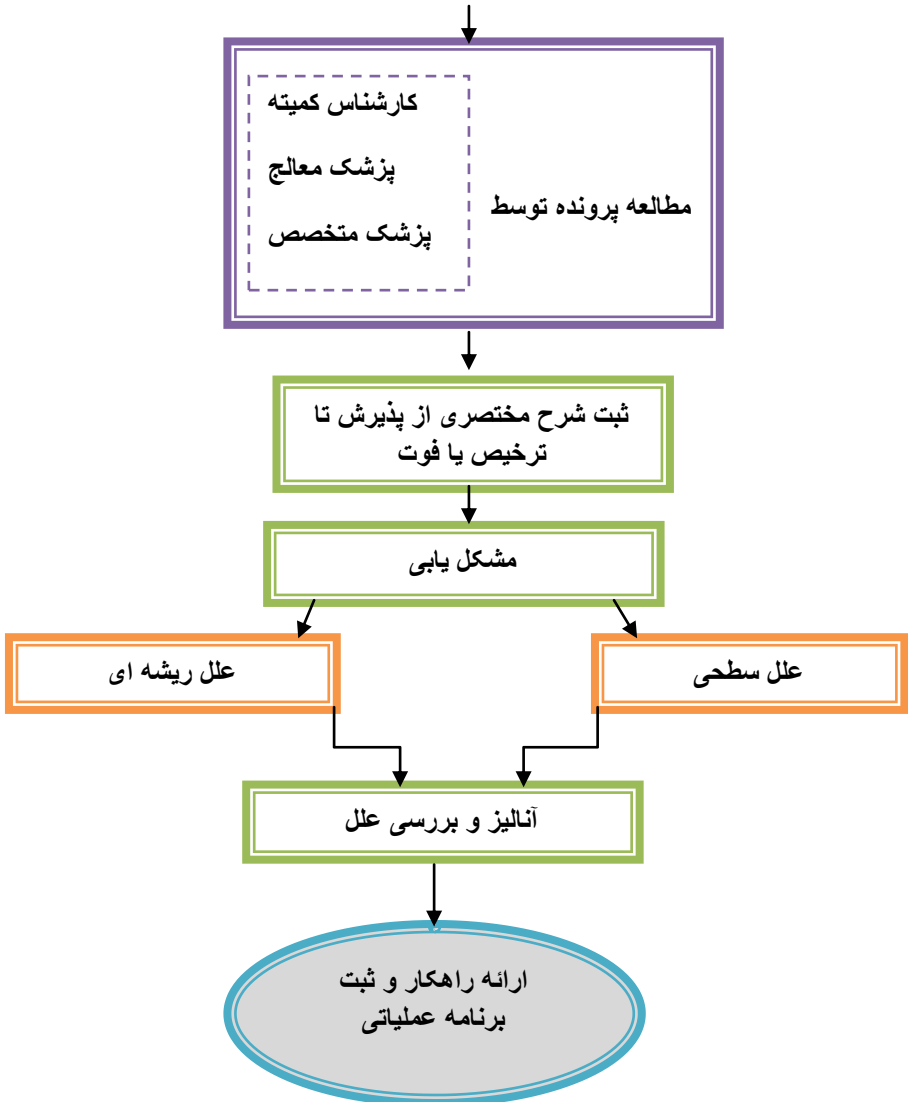 مطالعه پرونده توسط
کارشناس کمیته
پزشک معالج
پزشک متخصص
ثبت شرح مختصری از پذیرش تا
ترخیص یا فوت
مشکل یابی
علل سطحی
علل ریشه ای
آنالیز و بررسی علل
ارائه راهکار و ثبت
برنامه عملیاتی